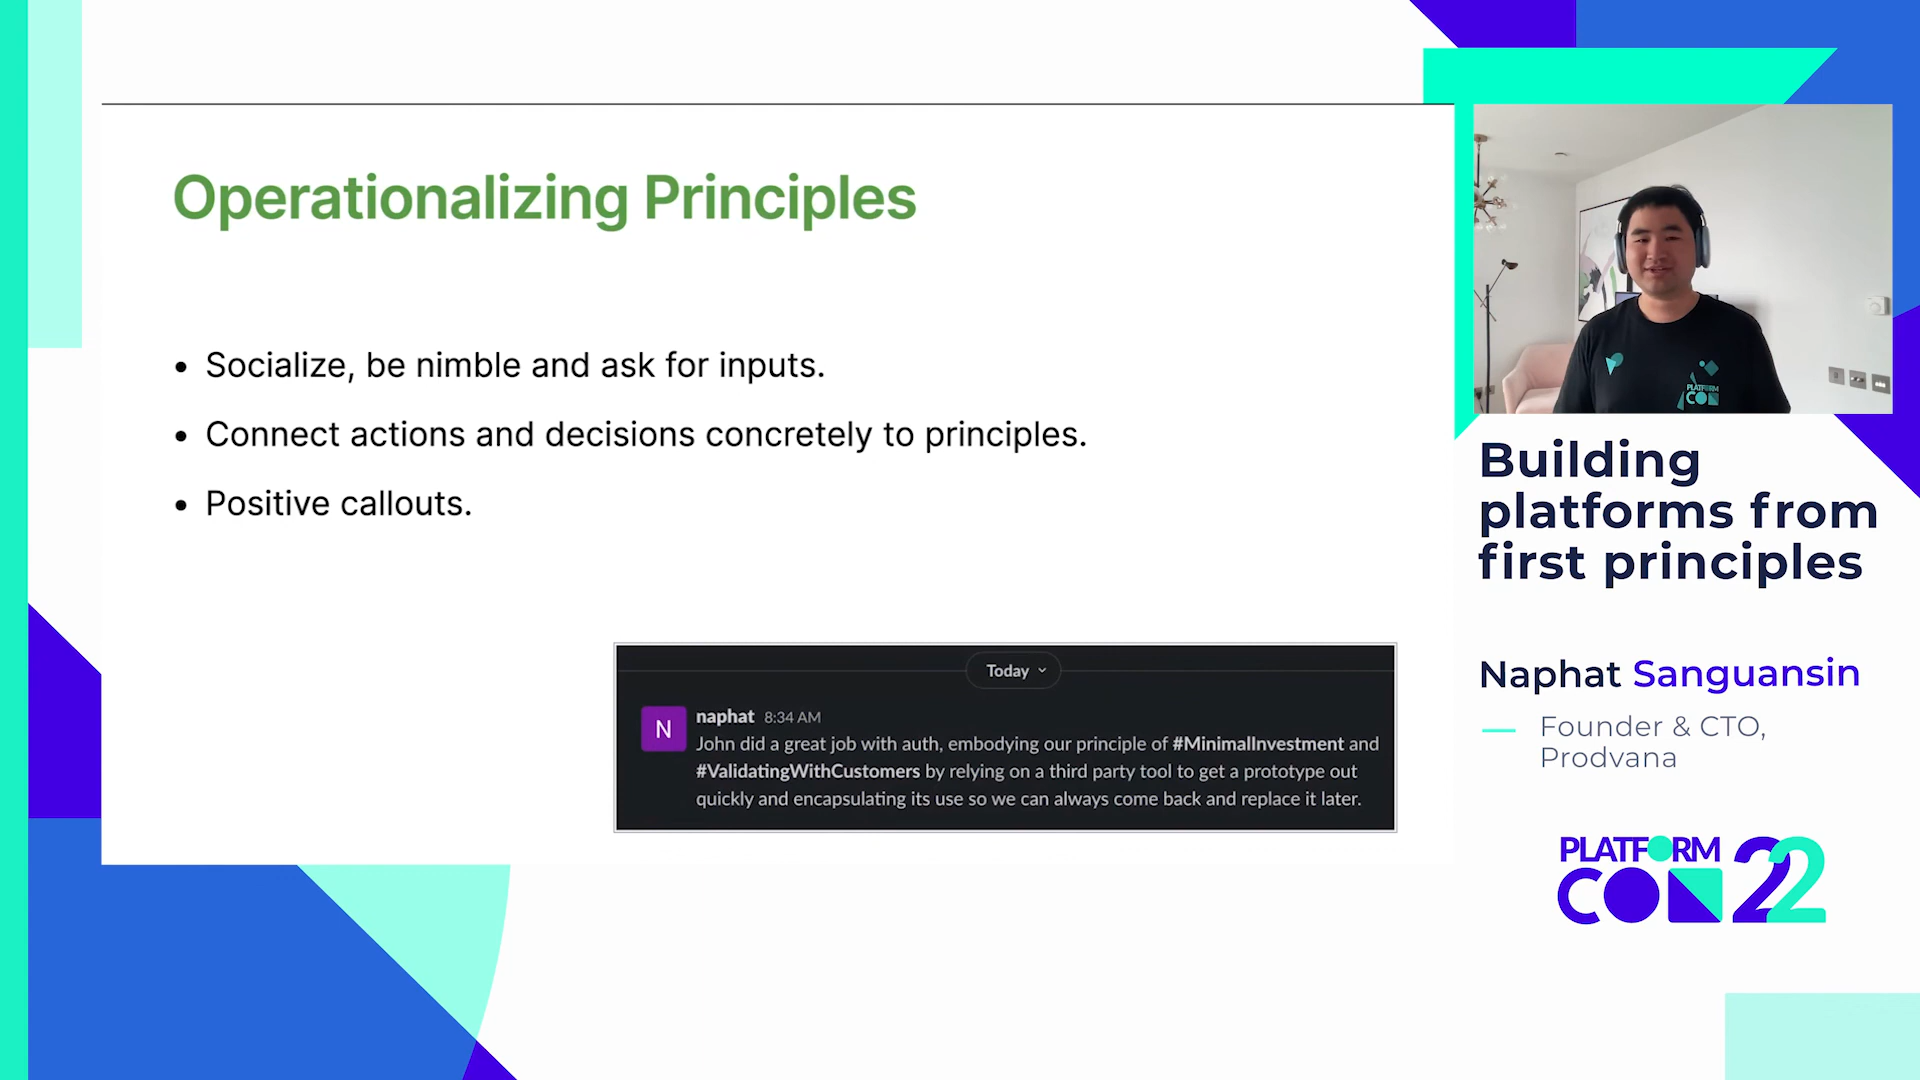 Operationalizing Principles
• Socialize, be nimble and ask for inputs.
• Connect actions and decisions concretely to principles.
• Positive callouts.
Today
N
naphat 8:34 AM
John did a great job with auth, embodying our principle of #MinimalInvestment and
#ValidatingWithCustomers by relying on a third party tool to get a prototype out
quickly and encapsulating its use so we can always come back and replace it later.
PLATFORM
CON
Building
platforms from
first principles
Naphat Sanguansin
Founder & CTO,
Prodvana
PLATFORM
CON 22